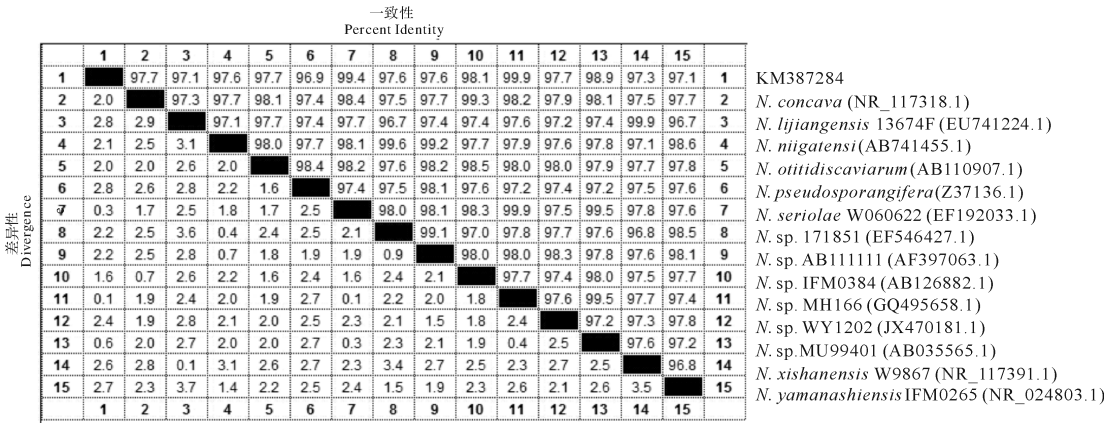 一致性
Percent Identity
差异性
Divergence
1 2 3 4 5 6 7 8 9 10 11 12 13 14 15
1 97.7 97.1 97.6 97.7 96.9 99.4 97.6 97.6 98.1 99.9 97.7 98.9 97.3 97.1 1 KM387284
2 2.0 97.3 97.7 98.1 97.4 98.4 97.5 97.7 99.3 98.2 97.9 98.1 97.5 97.7 2 N. concava (NR_117318.1)
3 2.8 2.9 97.1 97.7 97.4 97.7 96.7 97.4 97.4 97.6 97.2 97.4 99.9 96.7 3 N. lijiangensis 13674F (EU741224.1)
4 2.1 2.5 3.1 98.0 97.7 98.1 99.6 99.2 97.7 97.9 97.6 97.8 97.1 98.6 4 N. niigatensi (AB741455.1)
5 2.0 2.0 2.6 2.0 98.4 98.2 97.6 98.2 98.5 98.0 98.0 97.9 97.7 97.8 5 N. otitidiscaviarum (AB110907.1)
6 2.8 2.6 2.8 2.2 1.6 97.4 97.5 98.1 97.6 97.2 97.4 97.2 97.5 97.6 6 N. pseudosporangifera (Z37136.1)
7 0.3 1.7 2.5 1.8 1.7 2.5 98.0 98.1 98.3 99.9 97.5 99.5 97.8 97.6 7 N. seriolae W060622 (EF192033.1)
8 2.2 2.5 3.6 0.4 2.4 2.5 2.1 99.1 97.0 97.8 97.7 97.6 96.8 98.5 8 N. sp. 171851 (EF546427.1)
9 2.2 2.5 2.8 0.7 1.8 1.9 1.9 0.9 98.0 98.0 98.3 97.8 97.6 98.1 9 N. sp. AB111111 (AF397063.1)
10 1.6 0.7 2.6 2.2 1.6 2.4 1.6 2.4 2.1 97.7 97.4 98.0 97.5 97.7 10 N. sp. IFM0384 (AB126882.1)
11 0.1 1.9 2.4 2.0 1.9 2.7 0.1 2.2 2.0 1.8 97.6 99.5 97.7 97.4 11 N. sp. MH166 (GQ495658.1)
12 2.4 1.9 2.8 2.1 2.0 2.5 2.3 2.1 1.5 1.8 2.4 97.2 97.3 97.8 12 N. sp. WY1202 (JX470181.1)
13 0.6 2.0 2.7 2.0 2.0 2.7 0.3 2.3 2.1 1.9 0.4 2.5 97.6 97.2 13 N. sp.MU99401 (AB035565.1)
14 2.6 2.8 0.1 3.1 2.6 2.7 2.3 3.4 2.7 2.5 2.3 2.7 2.5 96.8 14 N. xishanensis W9867 (NR_117391.1)
15 2.7 2.3 3.7 1.4 2.2 2.5 2.4 1.5 1.9 2.3 2.6 2.1 2.6 3.5 15 N. yamanashiensis IFM0265 (NR_024803.1)
1 2 3 4 5 6 7 8 9 10 11 12 13 14 15